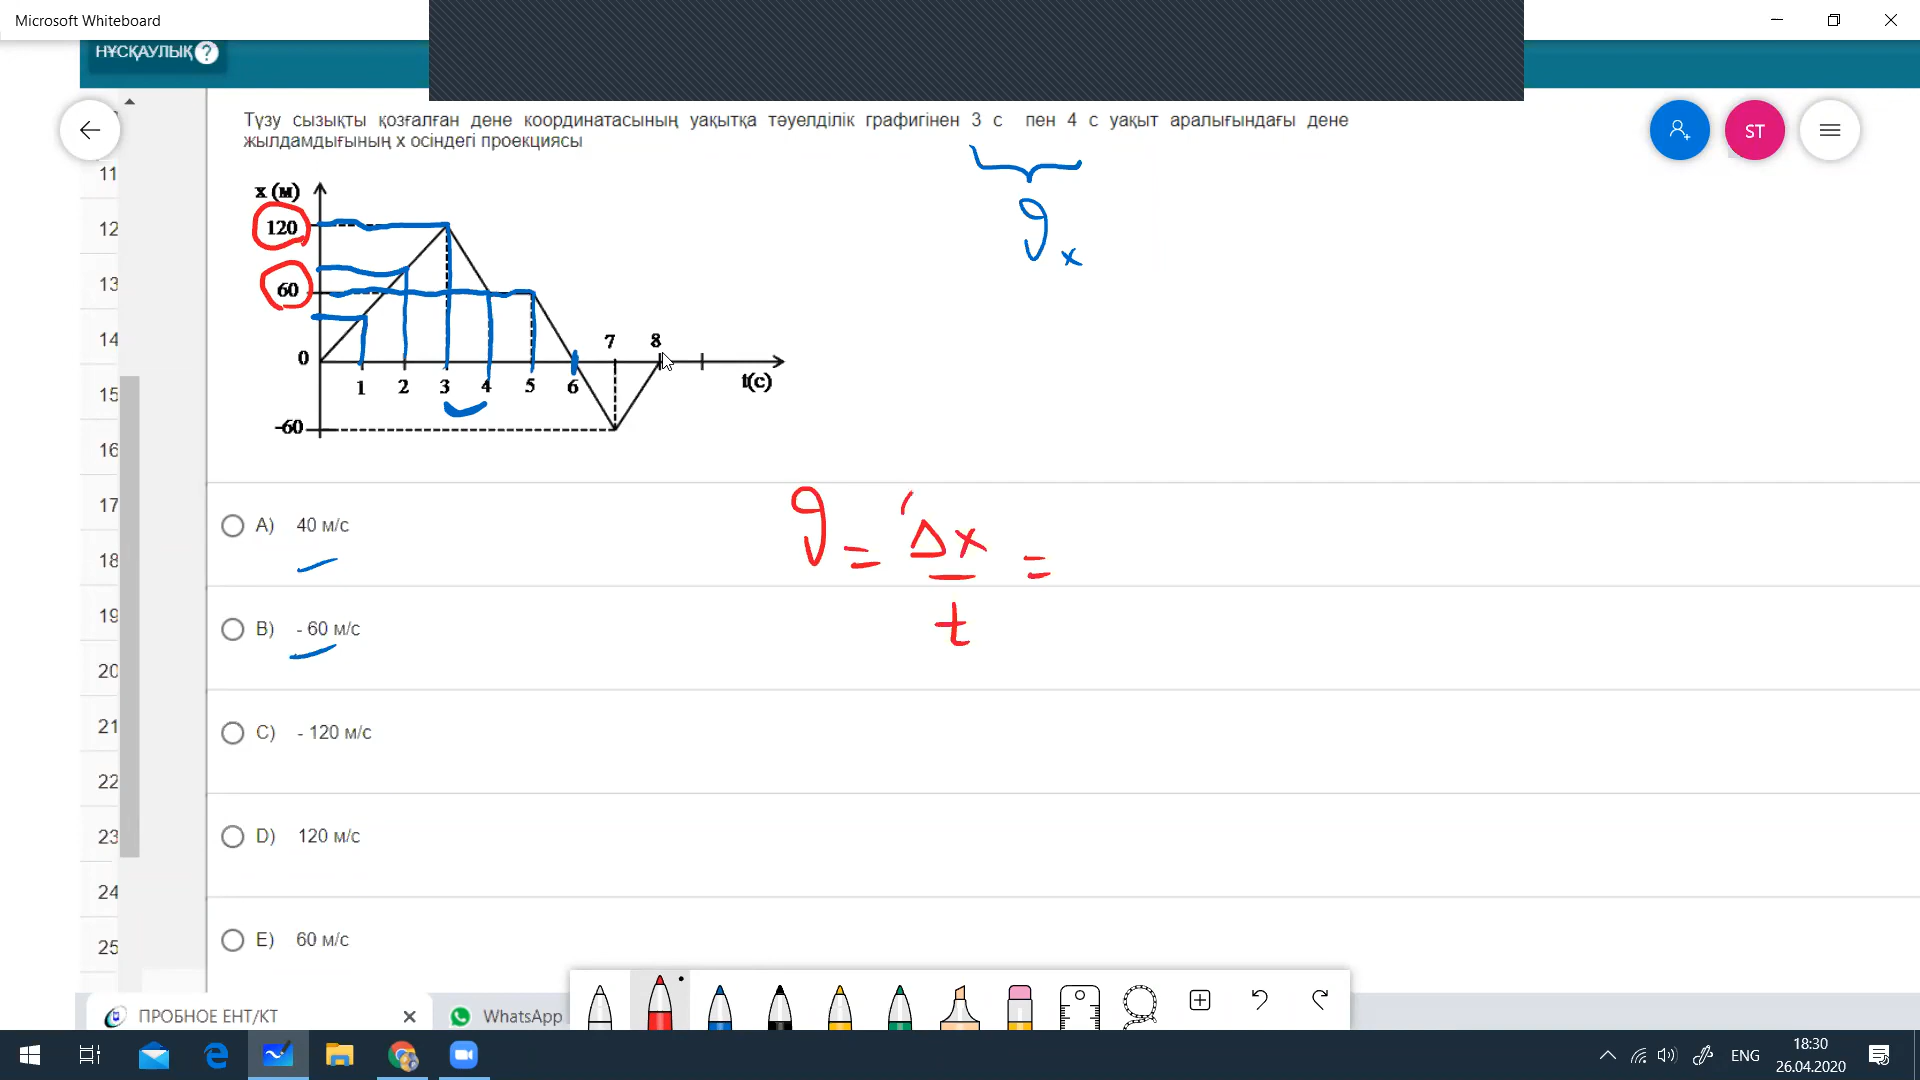 Microsoft Whiteboard
НҰСҚАУЛЫҚ ?
Түзу сызықты қозғалған дене координатасының уақытқа тәуелділік графигінен 3 с пен 4 с уақыт аралығындағы дене
жылдамдығының х осіндегі проекциясы
ST
11
12
13
14
15
16
17
18
19
20
21
22
23
24
25
x (м)
120
60
0
-60
1 2 3 4 5 6
7 8
t(c)
ϑx
ϑ = Δx / t =
A) 40 м/с
B) - 60 м/с
C) - 120 м/с
D) 120 м/с
E) 60 м/с
ПРОБНОЕ ЕНТ/КТ
WhatsApp
ENG
18:30
26.04.2020